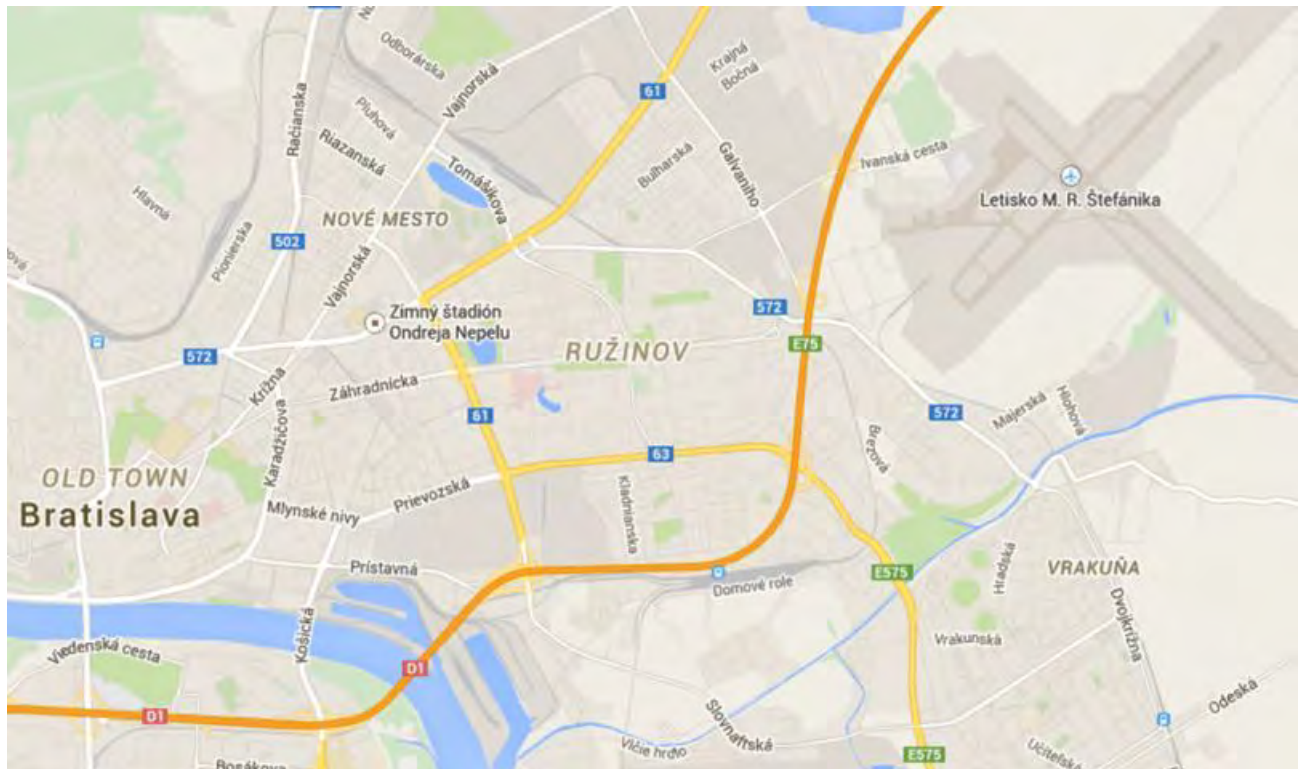 Odborárska
Vajnorská
61
Krajná
Bočná
Račianska
Pluhová
Riazanská
Tomášikova
Bulharská
Galvaniho
Ivanská cesta
Letisko M. R. Štefánika
Hlavná
NOVÉ MESTO
Pionierska
502
Vajnorská
Zimný štadión
Ondreja Nepelu
572
RUŽINOV
E75
572
Záhradnícka
Krížna
61
572
Majerská
Hlohová
Karadžičova
63
Brezová
OLD TOWN
Bratislava
Mlynské nivy
Prievozská
Kladnianska
Prístavná
Domové role
E575
Hradská
VRAKUŇA
Dvojkrížna
Vrakunská
Košická
Viedenská cesta
D1
D1
Slovnaftská
Vlčie hrdlo
Odeská
E575
Učiteľská
Bosákova